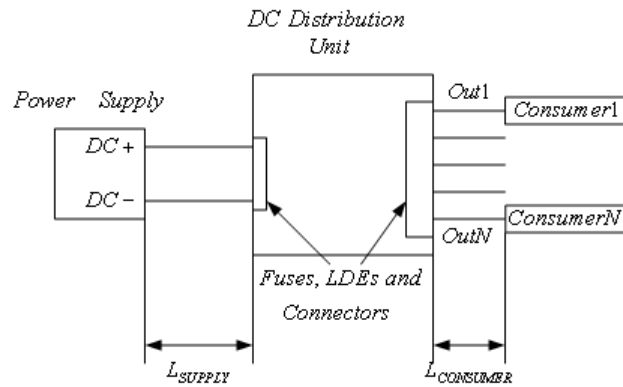 DC Distribution
Unit
Power Supply
DC +
DC −
Out1
Consumer1
OutN
ConsumerN
Fuses, LDEs and
Connectors
L_SUPPLY
L_CONSUMER